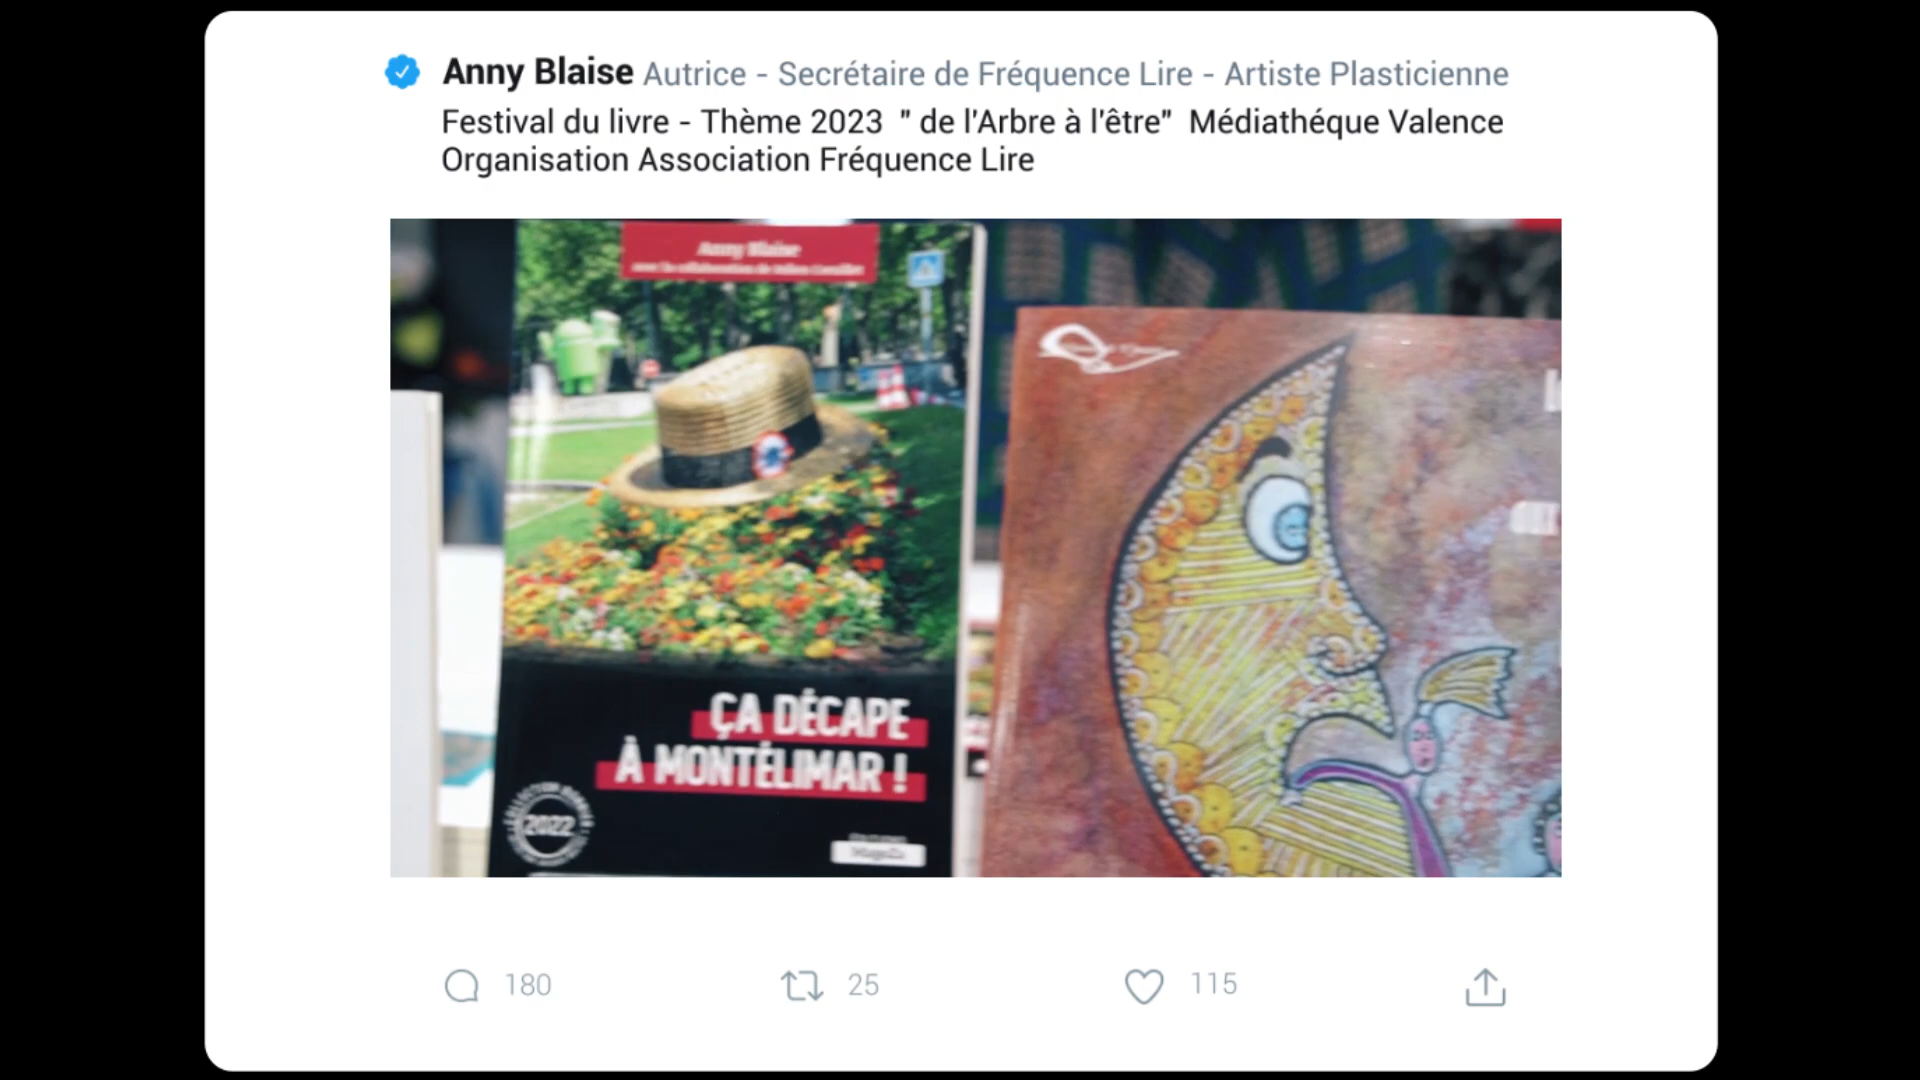 Anny Blaise Autrice - Secrétaire de Fréquence Lire - Artiste Plasticienne
Festival du livre - Thème 2023 " de l'Arbre à l'être" Médiathéque Valence
Organisation Association Fréquence Lire
Anny Blaise
ÇA DÉCAPE
À MONTÉLIMAR !
2022
180 25 115